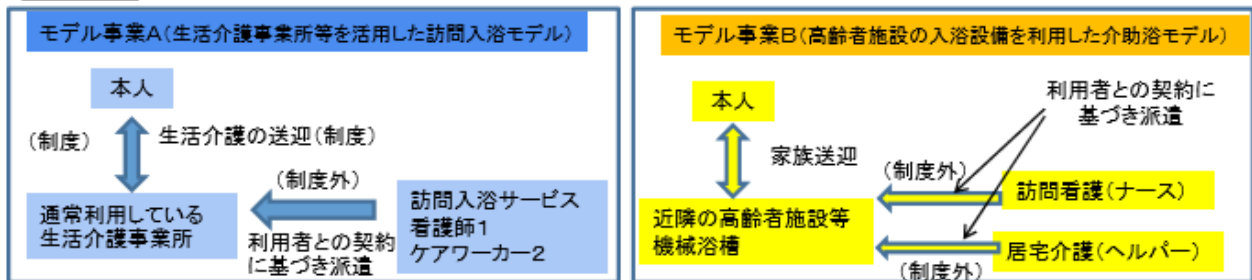 モデル事業A(生活介護事業所等を活用した訪問入浴モデル)
本人
(制度)
生活介護の送迎(制度)
(制度外)
通常利用している
生活介護事業所
利用者との契約
に基づき派遣
訪問入浴サービス
看護師1
ケアワーカー2
モデル事業B(高齢者施設の入浴設備を利用した介助浴モデル)
本人
利用者との契約に
基づき派遣
家族送迎
(制度外)
訪問看護(ナース)
近隣の高齢者施設等
機械浴槽
居宅介護(ヘルパー)
(制度外)